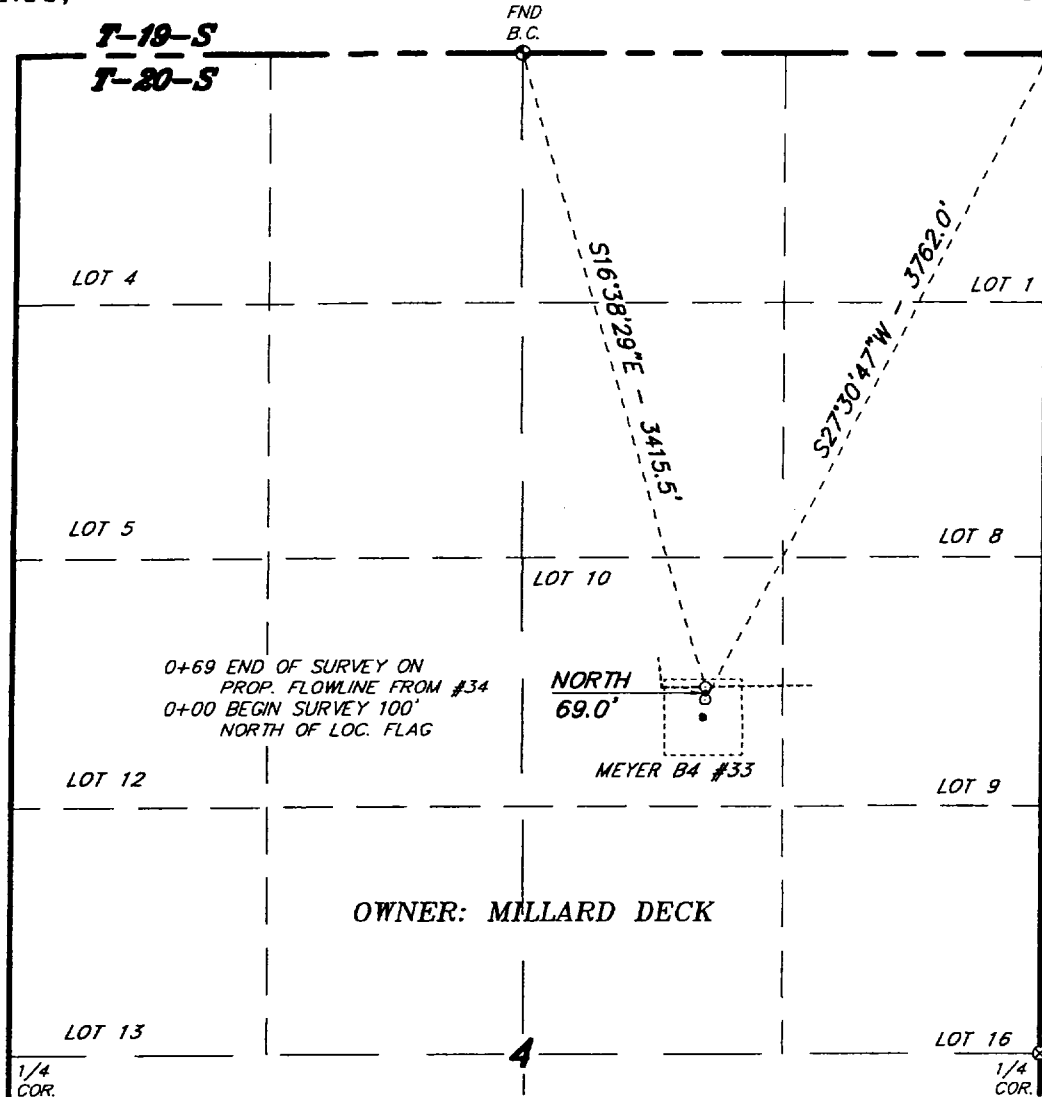 FND
B.C.
T-19-S
T-20-S
S16°38'29"E - 3415.5'
S27°30'47"W - 3762.0'
LOT 4
LOT 1
LOT 5
LOT 8
LOT 10
0+69 END OF SURVEY ON
PROP. FLOWLINE FROM #34
0+00 BEGIN SURVEY 100'
NORTH OF LOC. FLAG
NORTH
69.0'
MEYER B4 #33
LOT 12
LOT 9
OWNER: MILLARD DECK
LOT 13
4
LOT 16
1/4
COR.
1/4
COR.